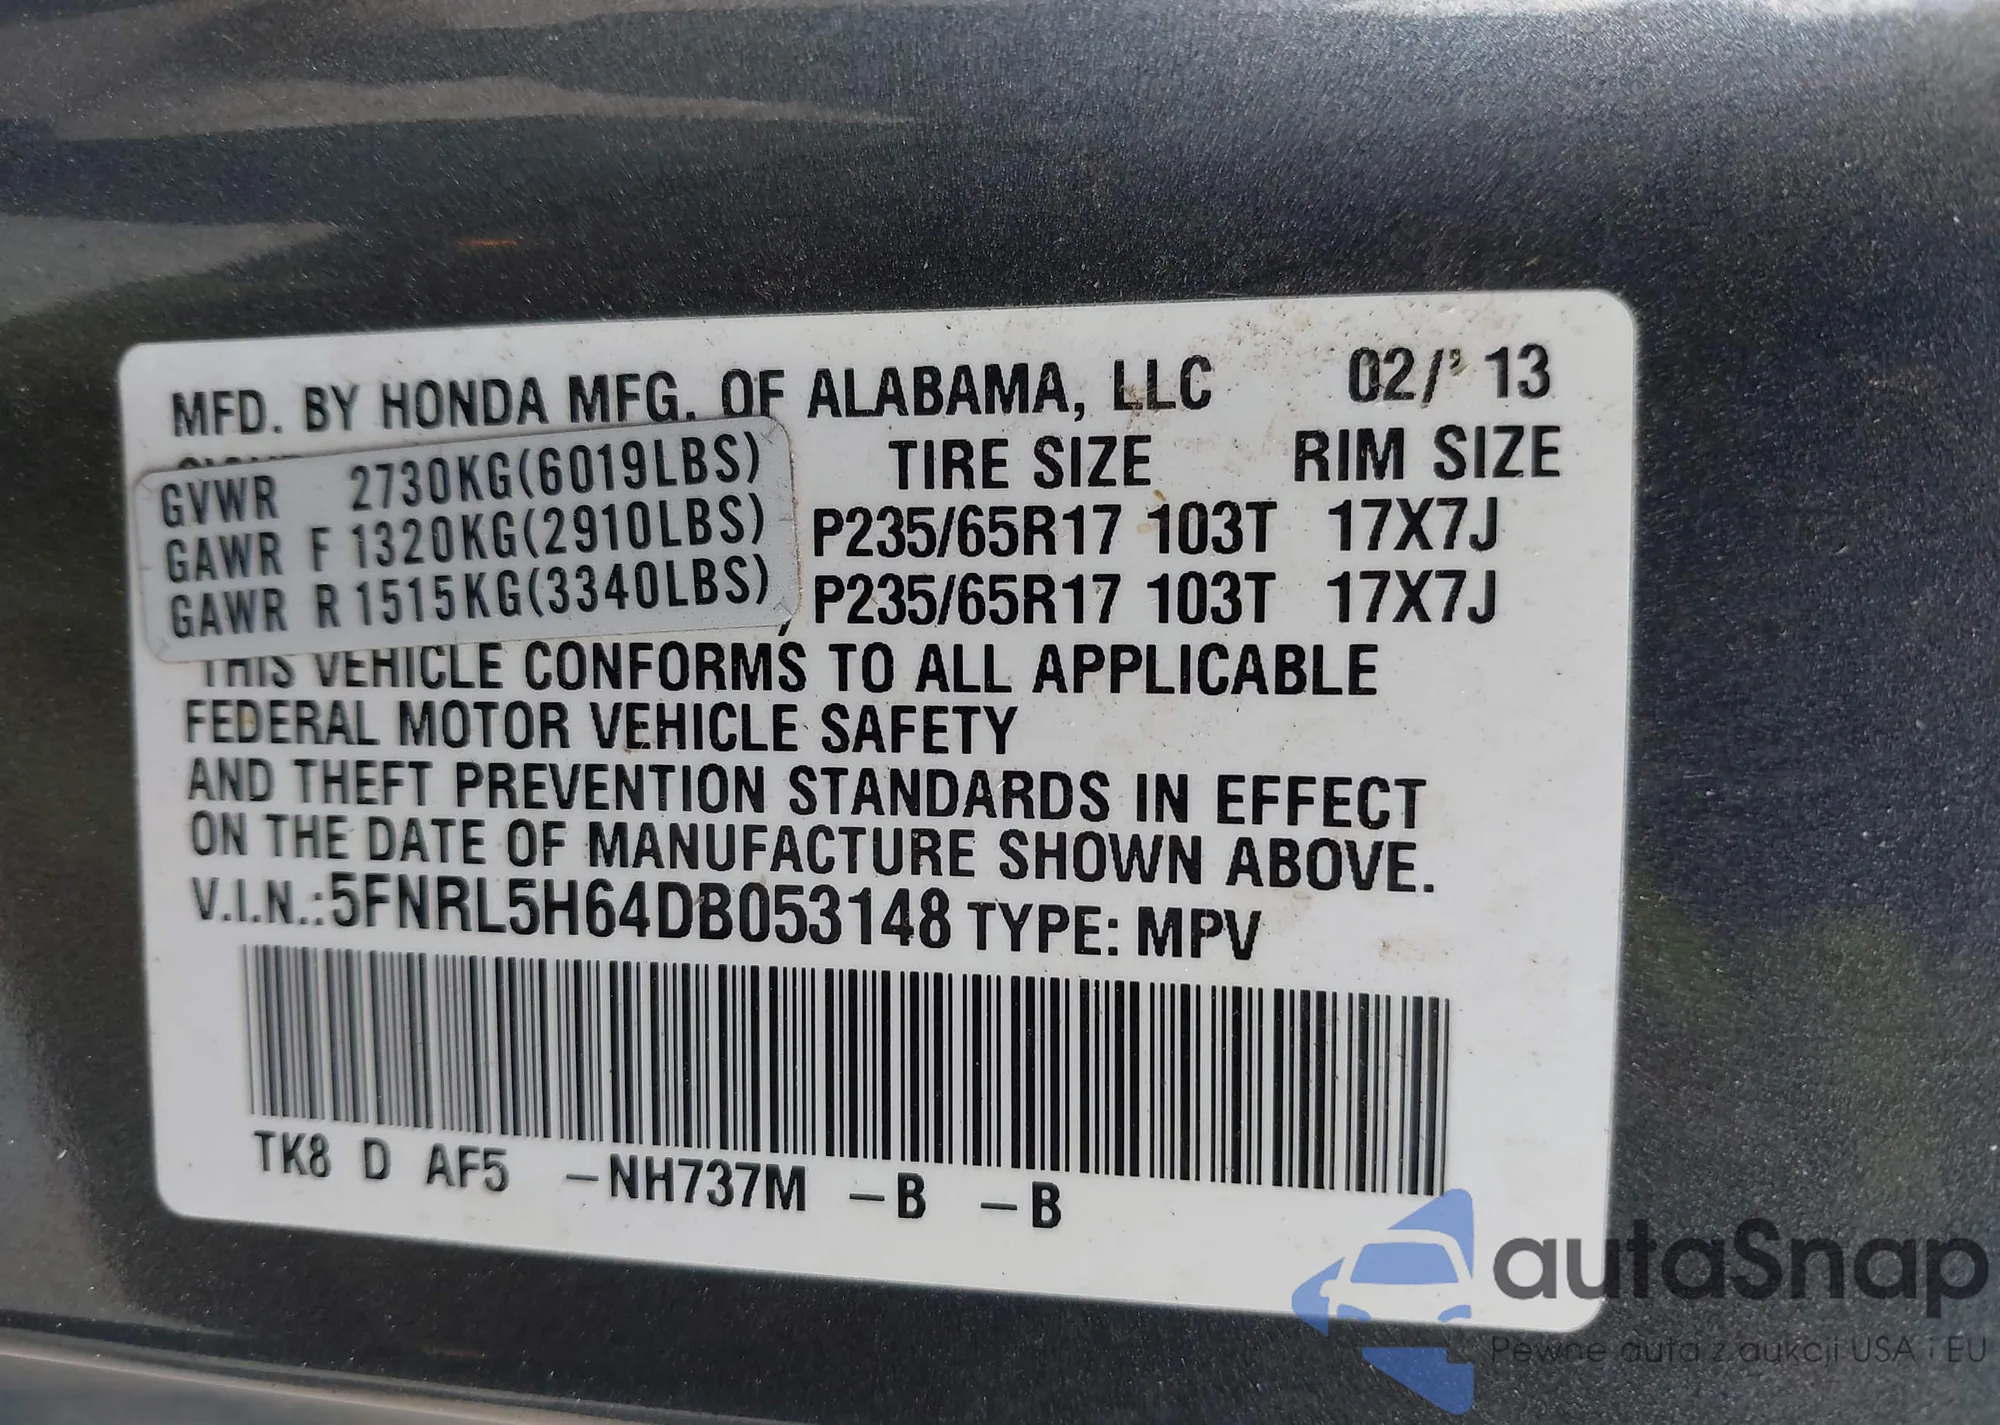 MFD. BY HONDA MFG. OF ALABAMA, LLC 02/'13
GVWR 2730KG(6019LBS) TIRE SIZE RIM SIZE
GAWR F 1320KG(2910LBS) P235/65R17 103T 17X7J
GAWR R 1515KG(3340LBS) P235/65R17 103T 17X7J
THIS VEHICLE CONFORMS TO ALL APPLICABLE
FEDERAL MOTOR VEHICLE SAFETY
AND THEFT PREVENTION STANDARDS IN EFFECT
ON THE DATE OF MANUFACTURE SHOWN ABOVE.
V.I.N.:5FNRL5H64DB053148 TYPE: MPV
TK8 D AF5 -NH737M -B -B
autaSnap
Pewne auta z aukcji USA i EU